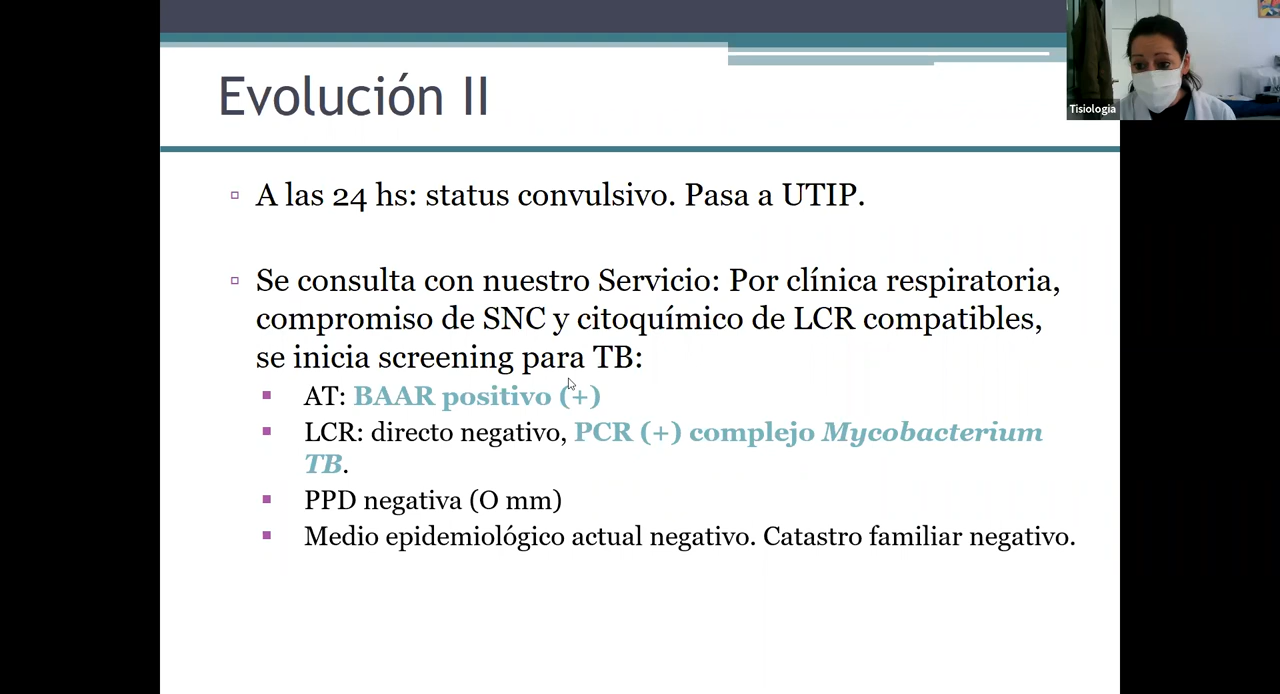 Evolución II
Tisiologia
A las 24 hs: status convulsivo. Pasa a UTIP.
Se consulta con nuestro Servicio: Por clínica respiratoria,
compromiso de SNC y citoquímico de LCR compatibles,
se inicia screening para TB:
AT: BAAR positivo (+)
LCR: directo negativo, PCR (+) complejo Mycobacterium
TB.
PPD negativa (O mm)
Medio epidemiológico actual negativo. Catastro familiar negativo.